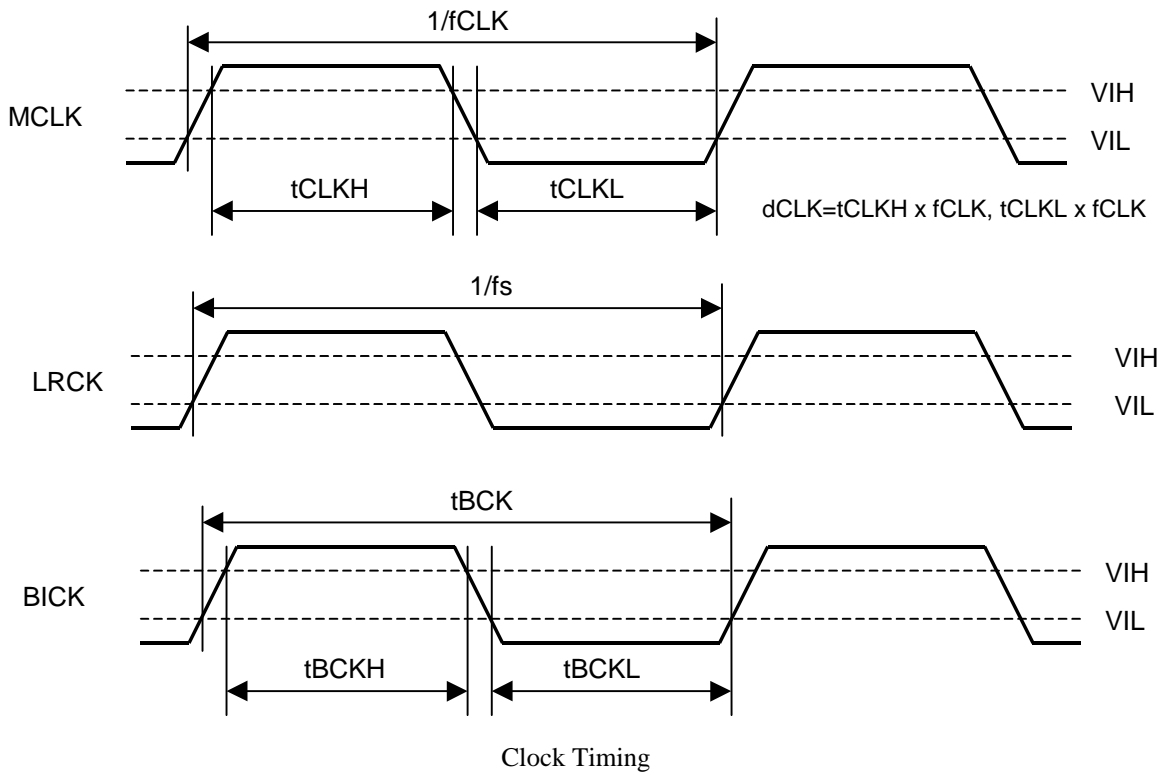 1/fCLK
MCLK
VIH
VIL
tCLKH
tCLKL
dCLK=tCLKH x fCLK, tCLKL x fCLK
1/fs
LRCK
VIH
VIL
tBCK
BICK
VIH
VIL
tBCKH
tBCKL
Clock Timing